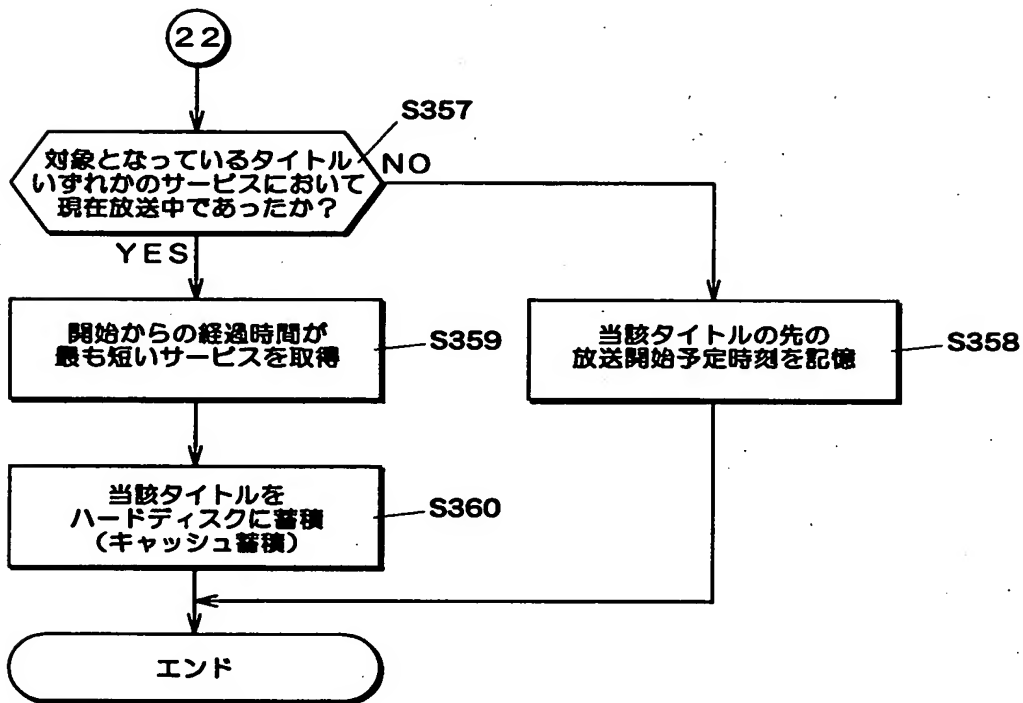 22
S357
対象となっているタイトル
いずれかのサービスにおいて
現在放送中であったか？
NO
YES
開始からの経過時間が
最も短いサービスを取得
S359
当該タイトルの先の
放送開始予定時刻を記憶
S358
当該タイトルを
ハードディスクに蓄積
（キャッシュ蓄積）
S360
エンド